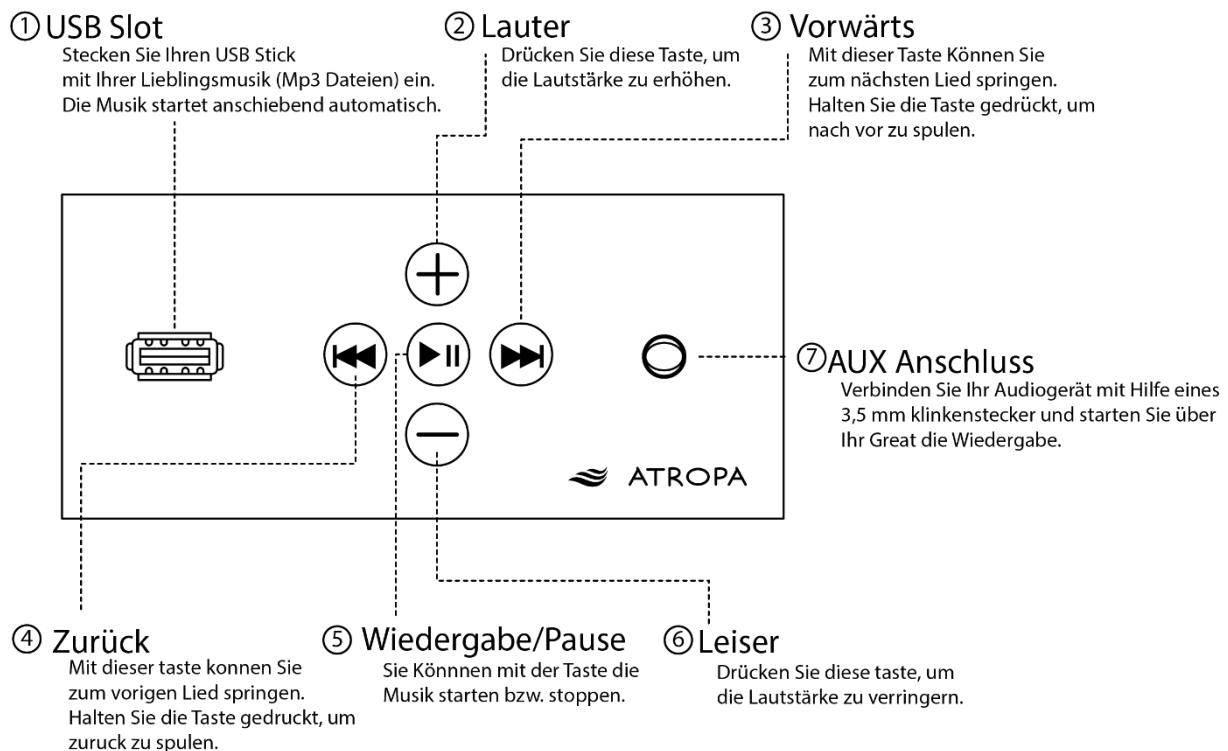 ① USB Slot
Stecken Sie Ihren USB Stick
mit Ihrer Lieblingsmusik (Mp3 Dateien) ein.
Die Musik startet anschiebend automatisch.
② Lauter
Drücken Sie diese Taste, um
die Lautstärke zu erhöhen.
③ Vorwärts
Mit dieser Taste Können Sie
zum nächsten Lied springen.
Halten Sie die Taste gedrückt, um
nach vor zu spulen.
⑦ AUX Anschluss
Verbinden Sie Ihr Audiogerät mit Hilfe eines
3,5 mm klinkenstecker und starten Sie über
Ihr Great die Wiedergabe.
ATROPA
④ Zurück
Mit dieser taste konnen Sie
zum vorigen Lied springen.
Halten Sie die Taste gedruckt, um
zuruck zu spulen.
⑤ Wiedergabe/Pause
Sie Könnnen mit der Taste die
Musik starten bzw. stoppen.
⑥ Leiser
Drücken Sie diese taste, um
die Lautstärke zu verringern.